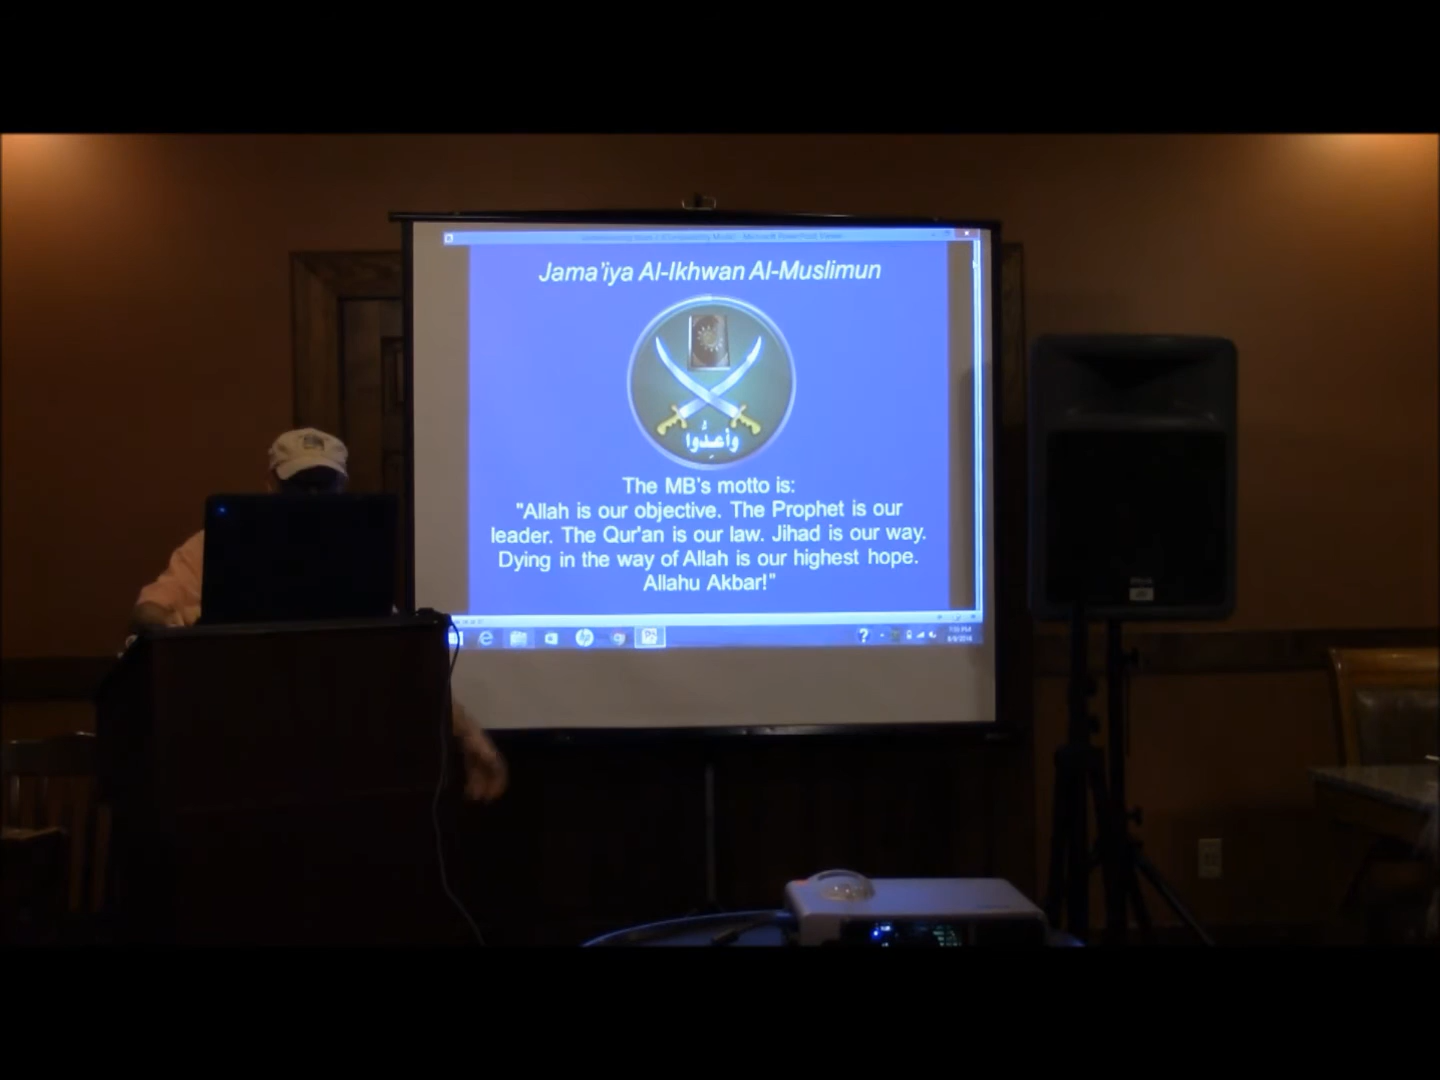 Jama'iya Al-Ikhwan Al-Muslimun
وأعدوا
The MB's motto is:
"Allah is our objective. The Prophet is our
leader. The Qur'an is our law. Jihad is our way.
Dying in the way of Allah is our highest hope.
Allahu Akbar!"